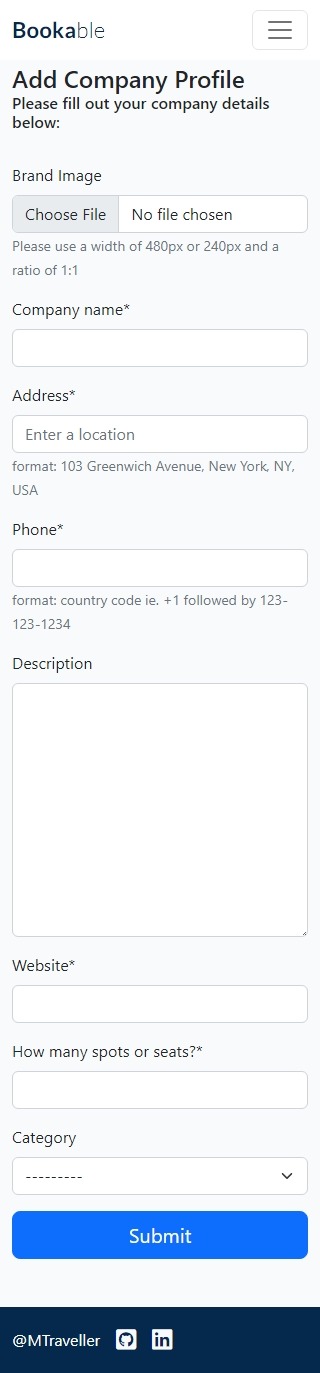 Bookable
Add Company Profile
Please fill out your company details
below:
Brand Image
Choose File No file chosen
Please use a width of 480px or 240px and a
ratio of 1:1
Company name*
Address*
Enter a location
format: 103 Greenwich Avenue, New York, NY,
USA
Phone*
format: country code ie. +1 followed by 123-
123-1234
Description
Website*
How many spots or seats?*
Category
---------
Submit
@MTraveller in